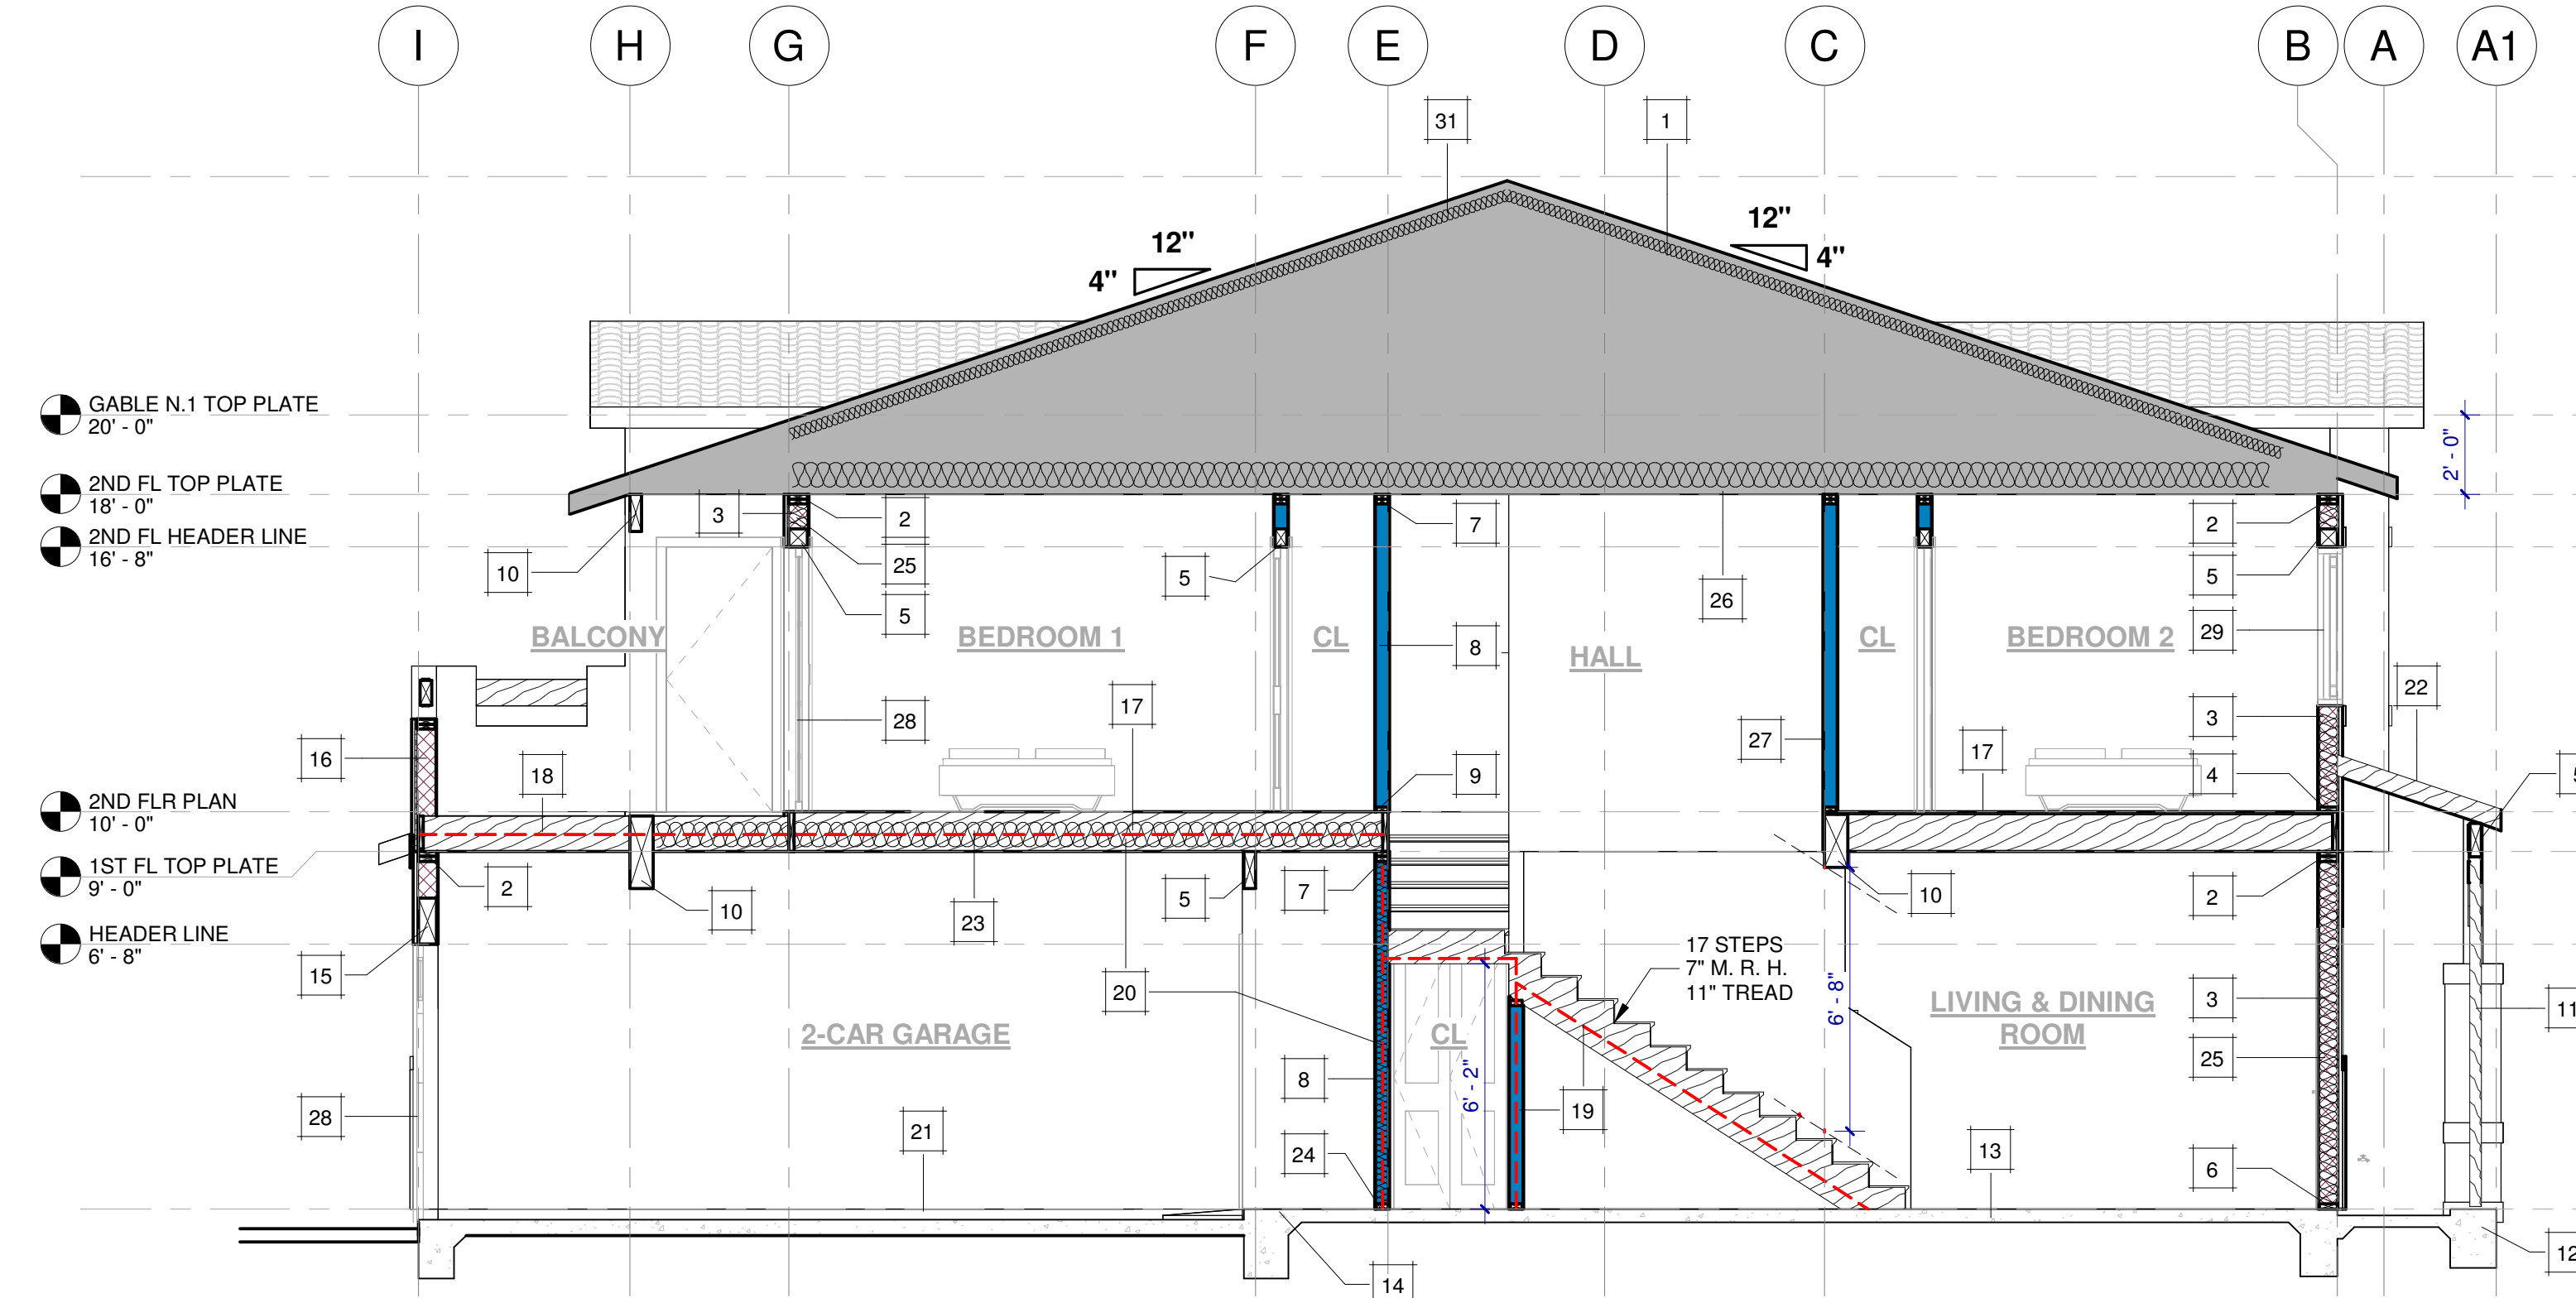 I H G F E D C B A A1
31 1
12" 12"
4" 4"
GABLE N.1 TOP PLATE
20' - 0"
2' - 0"
2ND FL TOP PLATE
18' - 0"
2ND FL HEADER LINE
16' - 8"
3 2 7 2
10 25 5 5
5 26
BALCONY BEDROOM 1 CL 8 HALL CL BEDROOM 2 29
28 17 27 17 3 22
16 18 9 4 5
2ND FLR PLAN
10' - 0"
1ST FL TOP PLATE
9' - 0"
2 10 23 5 7 10 2
HEADER LINE
6' - 8"
15 20
17 STEPS
7" M. R. H.
11" TREAD
6' - 8"
LIVING & DINING
ROOM
3 11
2-CAR GARAGE CL
25
8 6' - 2" 19
28 21 24 13 6
14 12